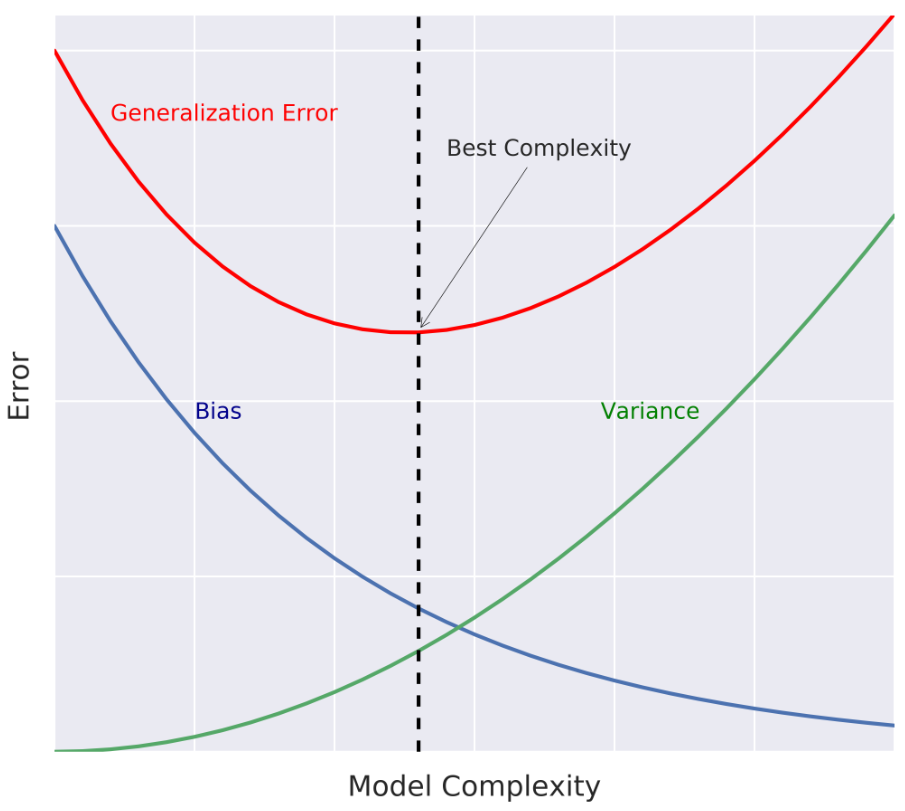 Generalization Error
Best Complexity
Bias
Variance
Error
Model Complexity